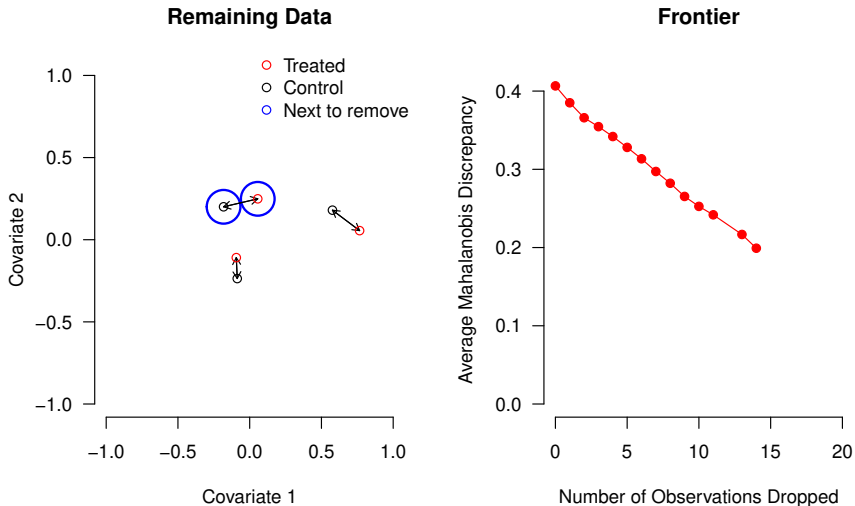 Remaining Data
Treated
Control
Next to remove
1.0
0.5
0.0
−0.5
−1.0
Covariate 2
−1.0 −0.5 0.0 0.5 1.0
Covariate 1
Frontier
0.4
0.3
0.2
0.1
0.0
Average Mahalanobis Discrepancy
0 5 10 15 20
Number of Observations Dropped